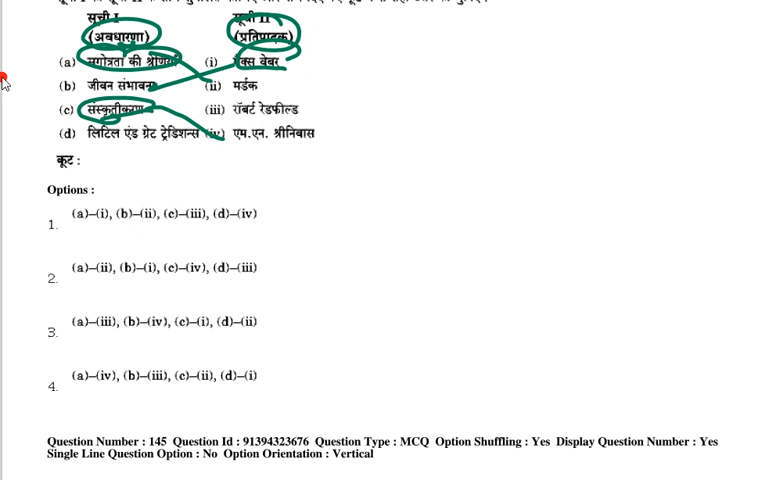 सूची I सूची II
(अवधारणा) (प्रतिपादक)
(a) सगोत्रता की श्रेणियाँ (i) मैक्स वेबर
(b) जीवन संभावना (ii) मर्डक
(c) संस्कृतीकरण (iii) रॉबर्ट रेडफील्ड
(d) लिटिल एंड ग्रेट ट्रेडिशन्स (iv) एम.एन. श्रीनिवास
कूट :
Options :
1. (a)–(i), (b)–(ii), (c)–(iii), (d)–(iv)
2. (a)–(ii), (b)–(i), (c)–(iv), (d)–(iii)
3. (a)–(iii), (b)–(iv), (c)–(i), (d)–(ii)
4. (a)–(iv), (b)–(iii), (c)–(ii), (d)–(i)
Question Number : 145 Question Id : 91394323676 Question Type : MCQ Option Shuffling : Yes Display Question Number : Yes
Single Line Question Option : No Option Orientation : Vertical